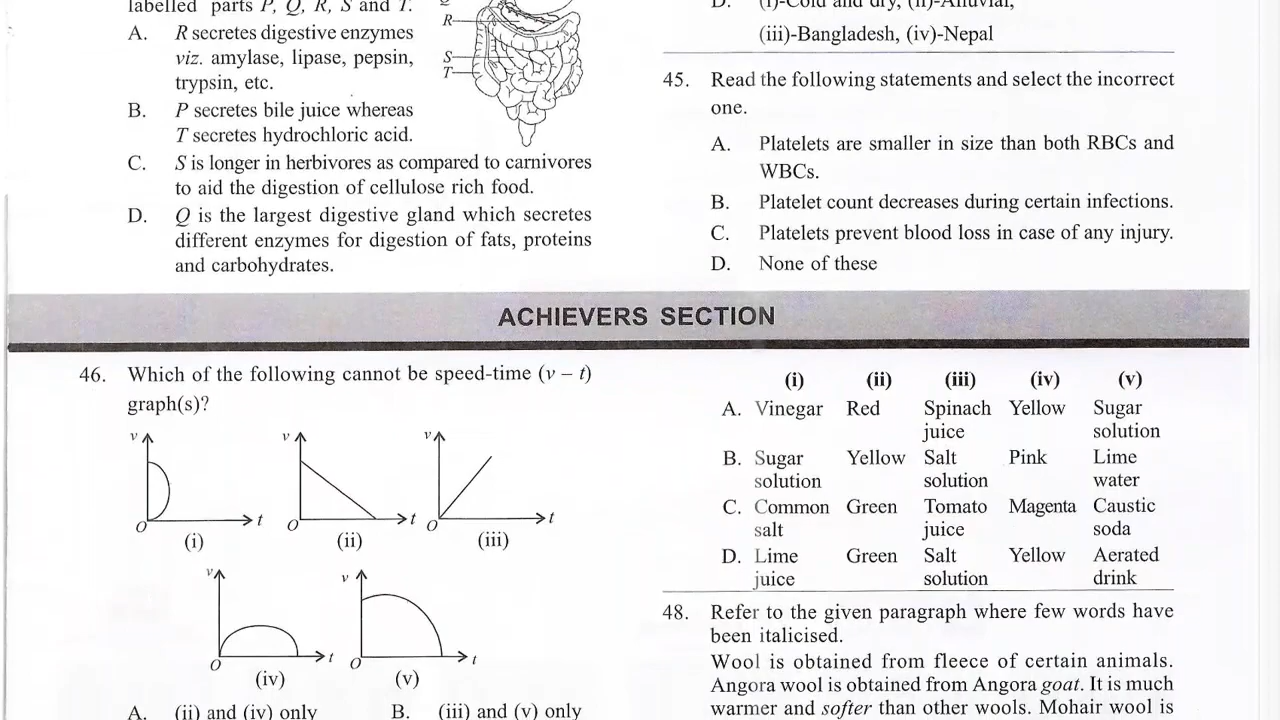 labelled parts P, Q, R, S and T.
A. R secretes digestive enzymes
viz. amylase, lipase, pepsin,
trypsin, etc.
B. P secretes bile juice whereas
T secretes hydrochloric acid.
C. S is longer in herbivores as compared to carnivores
to aid the digestion of cellulose rich food.
D. Q is the largest digestive gland which secretes
different enzymes for digestion of fats, proteins
and carbohydrates.
R
S
T
D. (i)-Cold and dry, (ii)-Alluvial,
(iii)-Bangladesh, (iv)-Nepal
45. Read the following statements and select the incorrect
one.
A. Platelets are smaller in size than both RBCs and
WBCs.
B. Platelet count decreases during certain infections.
C. Platelets prevent blood loss in case of any injury.
D. None of these
ACHIEVERS SECTION
46. Which of the following cannot be speed-time (v – t)
graph(s)?
v v v
O t O t O t
(i) (ii) (iii)
v v
O t O t
(iv) (v)
A. (ii) and (iv) only B. (iii) and (v) only
(i) (ii) (iii) (iv) (v)
A. Vinegar Red Spinach Yellow Sugar
juice solution
B. Sugar Yellow Salt Pink Lime
solution solution water
C. Common Green Tomato Magenta Caustic
salt juice soda
D. Lime Green Salt Yellow Aerated
juice solution drink
48. Refer to the given paragraph where few words have
been italicised.
Wool is obtained from fleece of certain animals.
Angora wool is obtained from Angora goat. It is much
warmer and softer than other wools. Mohair wool is